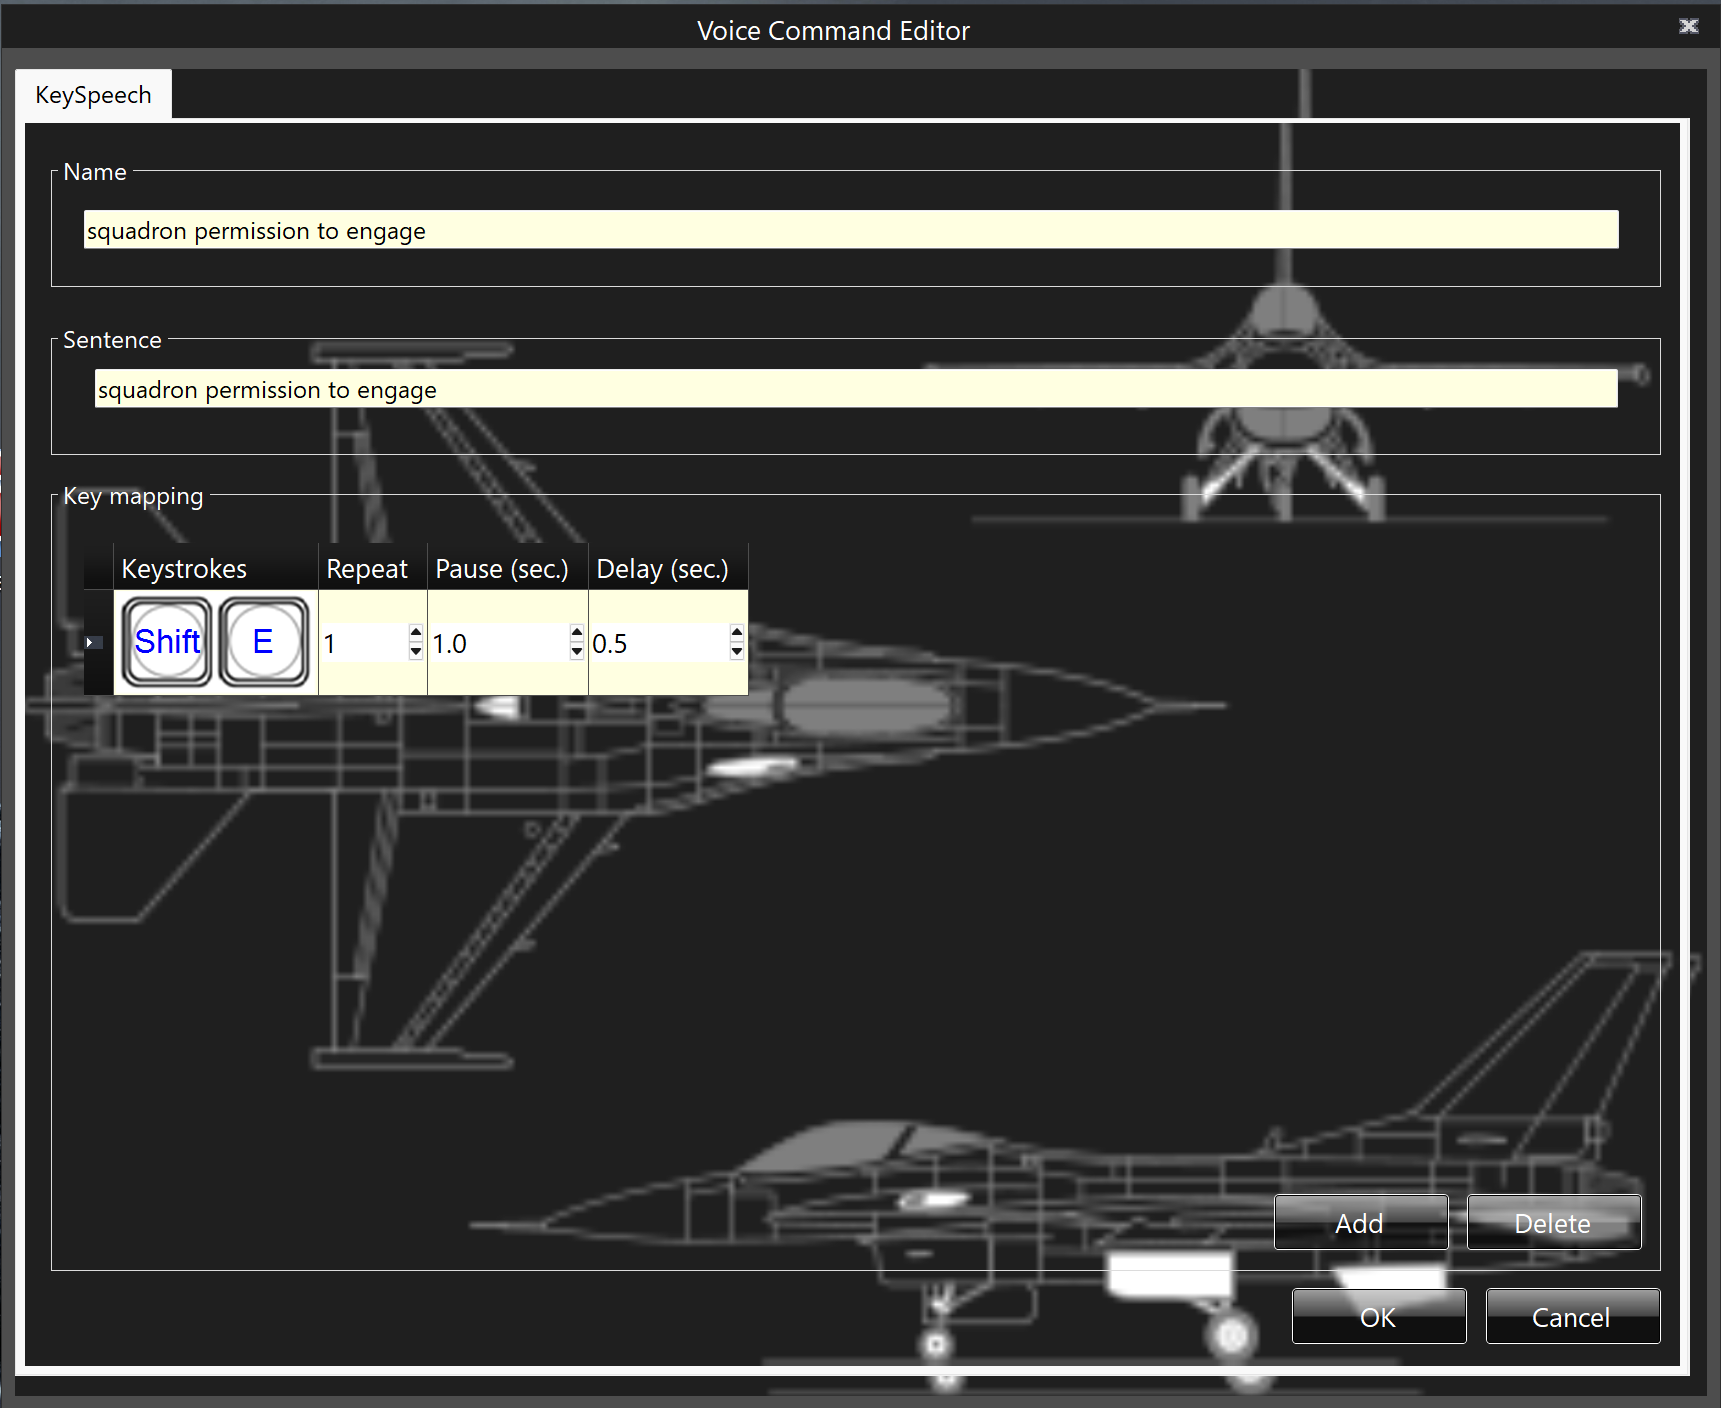 Voice Command Editor
KeySpeech
Name
squadron permission to engage
Sentence
squadron permission to engage
Key mapping
Keystrokes Repeat Pause (sec.) Delay (sec.)
Shift E 1 1.0 0.5
Add Delete
OK Cancel